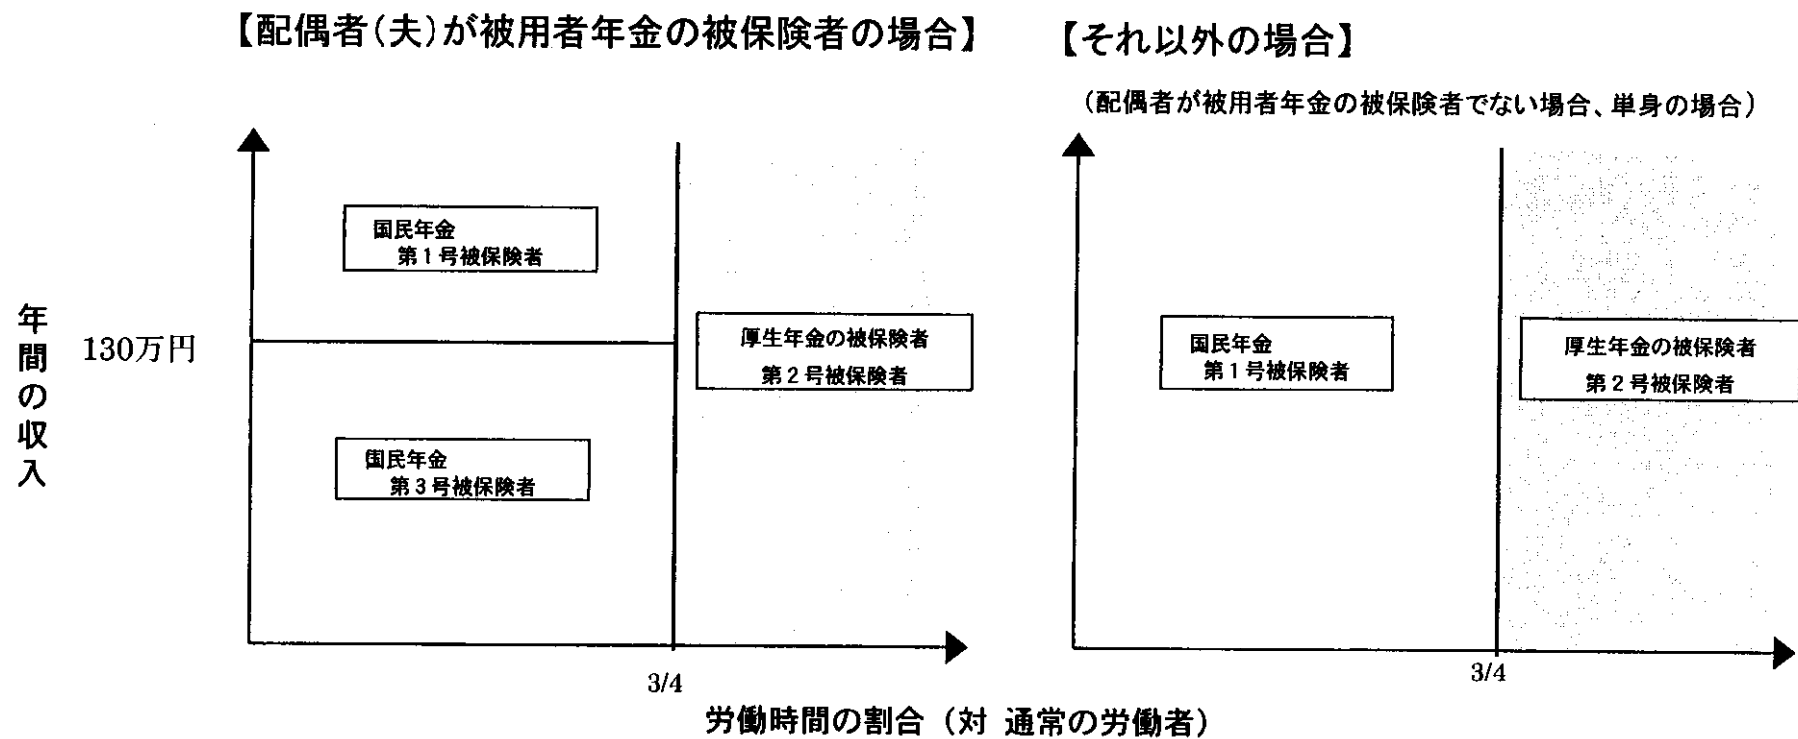 【配偶者(夫)が被用者年金の被保険者の場合】
国民年金
第1号被保険者
年間の収入
130万円
厚生年金の被保険者
第2号被保険者
国民年金
第3号被保険者
3/4
【それ以外の場合】
(配偶者が被用者年金の被保険者でない場合、単身の場合)
国民年金
第1号被保険者
厚生年金の被保険者
第2号被保険者
3/4
労働時間の割合(対 通常の労働者)